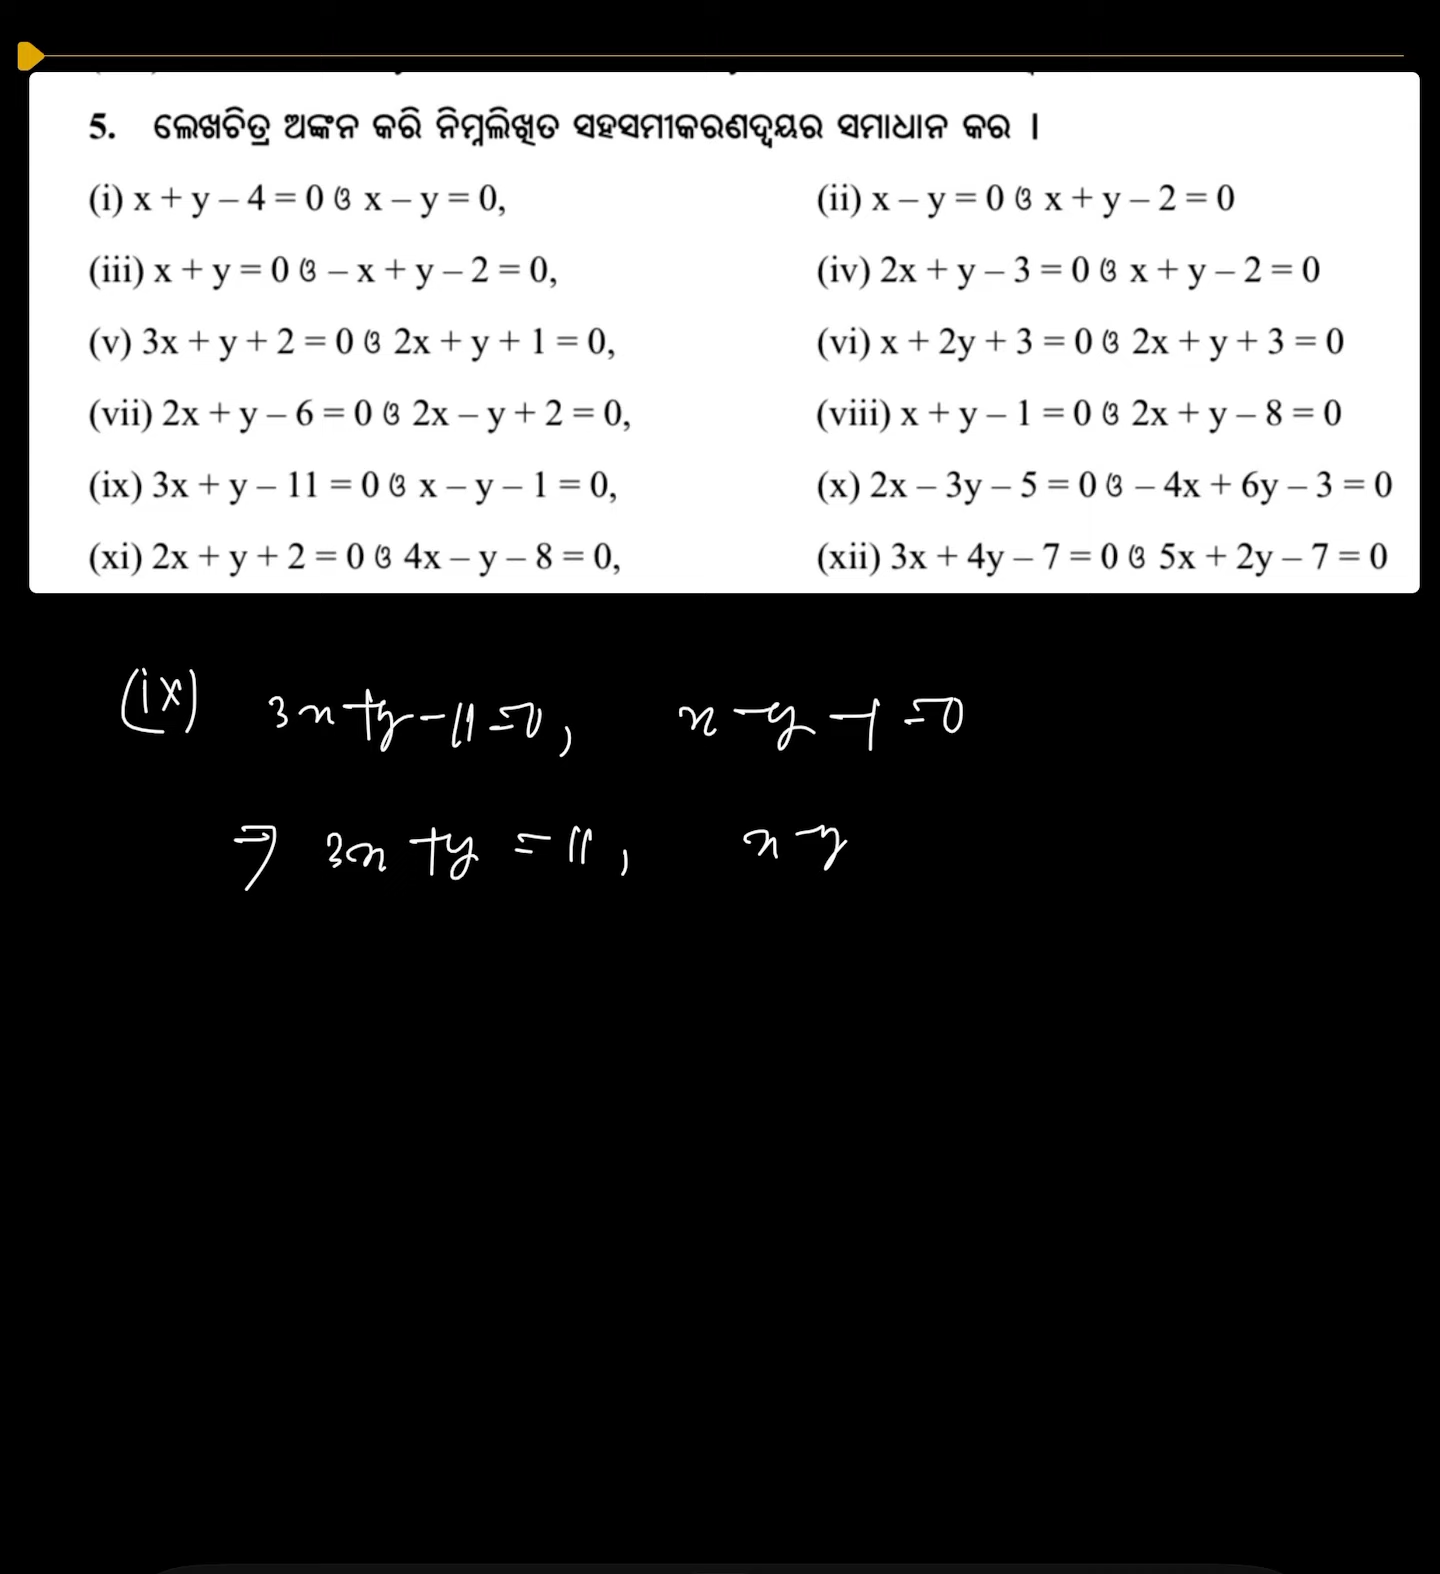 5. ଲେଖଚିତ୍ର ଅଙ୍କନ କରି ନିମ୍ନଲିଖିତ ସହସମୀକରଣଦ୍ୱୟର ସମାଧାନ କର ।
(i) x + y – 4 = 0 ଓ x – y = 0, (ii) x – y = 0 ଓ x + y – 2 = 0
(iii) x + y = 0 ଓ – x + y – 2 = 0, (iv) 2x + y – 3 = 0 ଓ x + y – 2 = 0
(v) 3x + y + 2 = 0 ଓ 2x + y + 1 = 0, (vi) x + 2y + 3 = 0 ଓ 2x + y + 3 = 0
(vii) 2x + y – 6 = 0 ଓ 2x – y + 2 = 0, (viii) x + y – 1 = 0 ଓ 2x + y – 8 = 0
(ix) 3x + y – 11 = 0 ଓ x – y – 1 = 0, (x) 2x – 3y – 5 = 0 ଓ – 4x + 6y – 3 = 0
(xi) 2x + y + 2 = 0 ଓ 4x – y – 8 = 0, (xii) 3x + 4y – 7 = 0 ଓ 5x + 2y – 7 = 0
(ix) 3x + y – 11 = 0, x – y – 1 = 0
⇒ 3x + y = 11, x – y